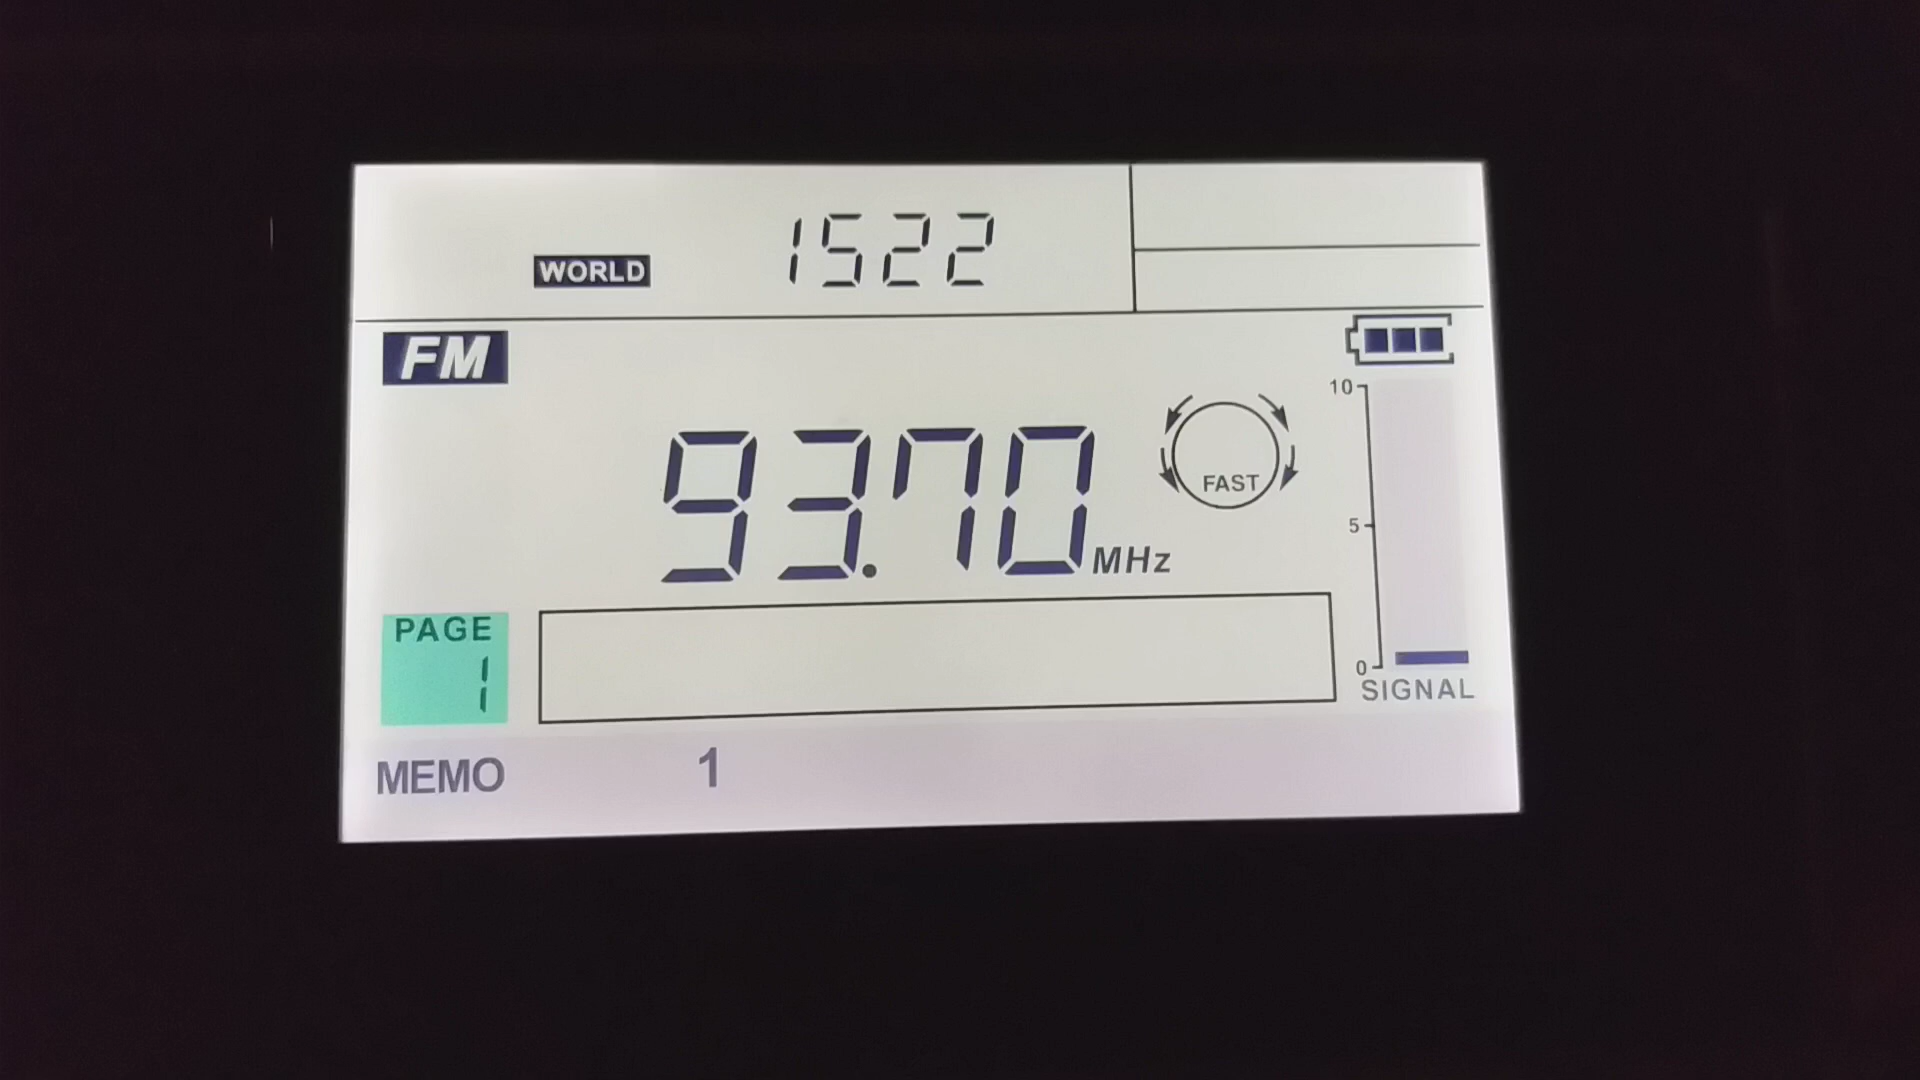 WORLD 1522
FM
10
93.70 MHz
FAST
5
PAGE
1
0
SIGNAL
MEMO 1